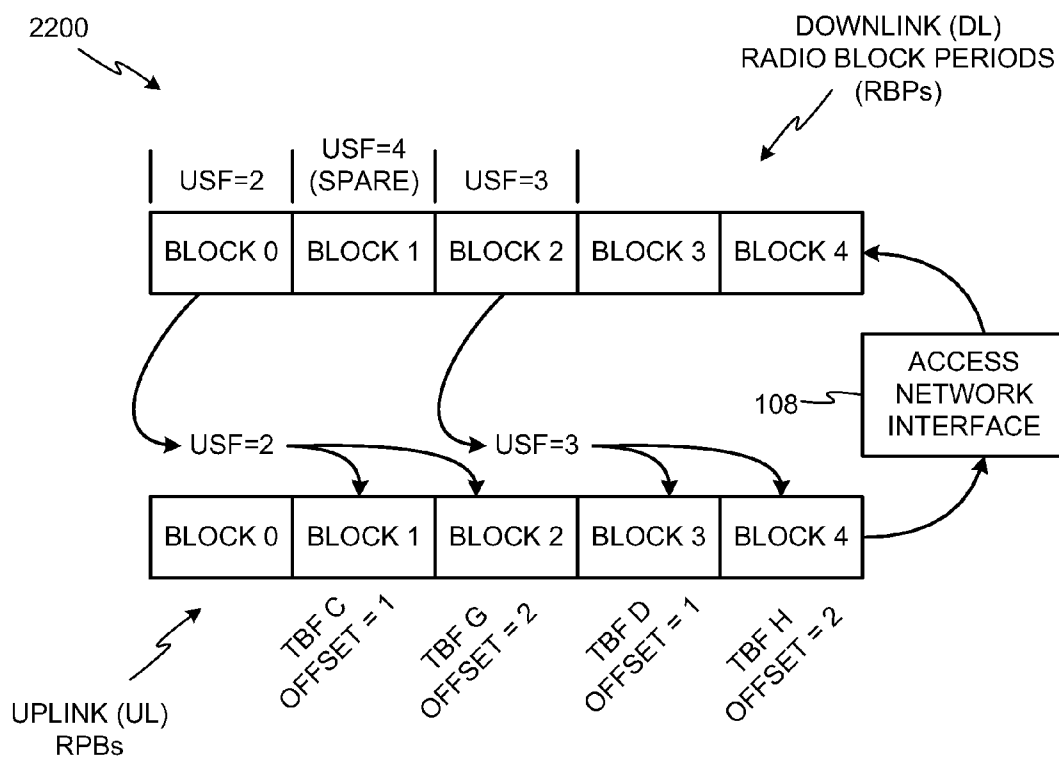 2200
DOWNLINK (DL)
RADIO BLOCK PERIODS
(RBPs)
USF=2
USF=4
(SPARE)
USF=3
BLOCK 0
BLOCK 1
BLOCK 2
BLOCK 3
BLOCK 4
ACCESS
NETWORK
INTERFACE
108
USF=2
USF=3
BLOCK 0
BLOCK 1
BLOCK 2
BLOCK 3
BLOCK 4
TBF C
OFFSET = 1
TBF G
OFFSET = 2
TBF D
OFFSET = 1
TBF H
OFFSET = 2
UPLINK (UL)
RPBs